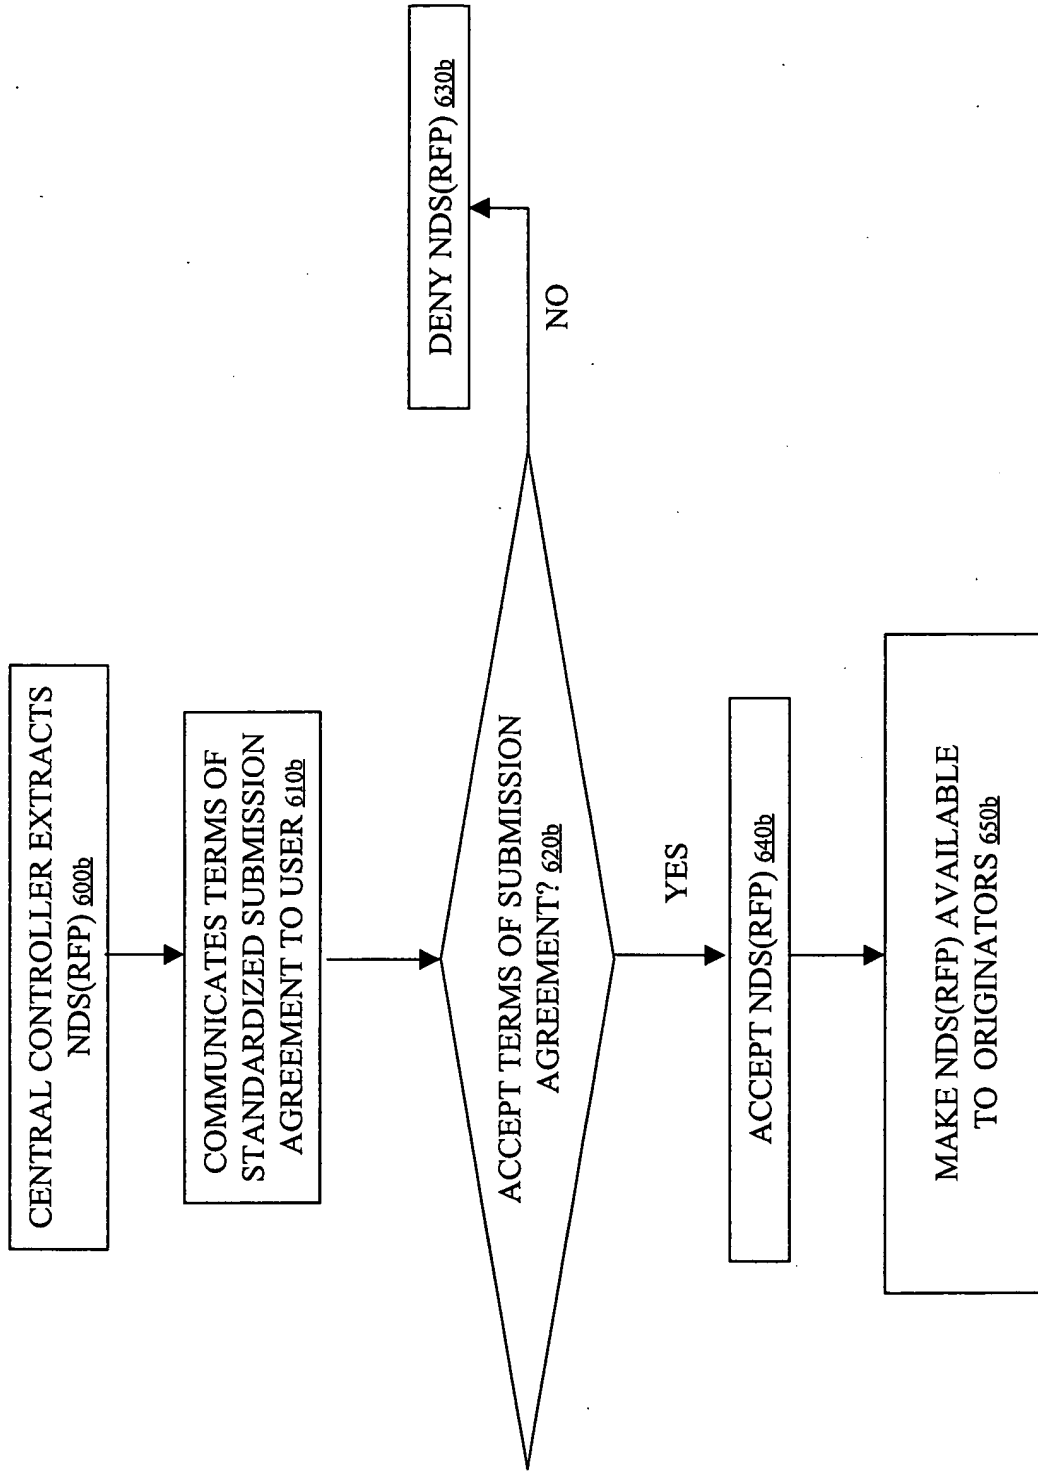 CENTRAL CONTROLLER EXTRACTS
NDS(RFP) 600b
COMMUNICATES TERMS OF
STANDARDIZED SUBMISSION
AGREEMENT TO USER 610b
ACCEPT TERMS OF SUBMISSION
AGREEMENT? 620b
NO
DENY NDS(RFP) 630b
YES
ACCEPT NDS(RFP) 640b
MAKE NDS(RFP) AVAILABLE
TO ORIGINATORS 650b